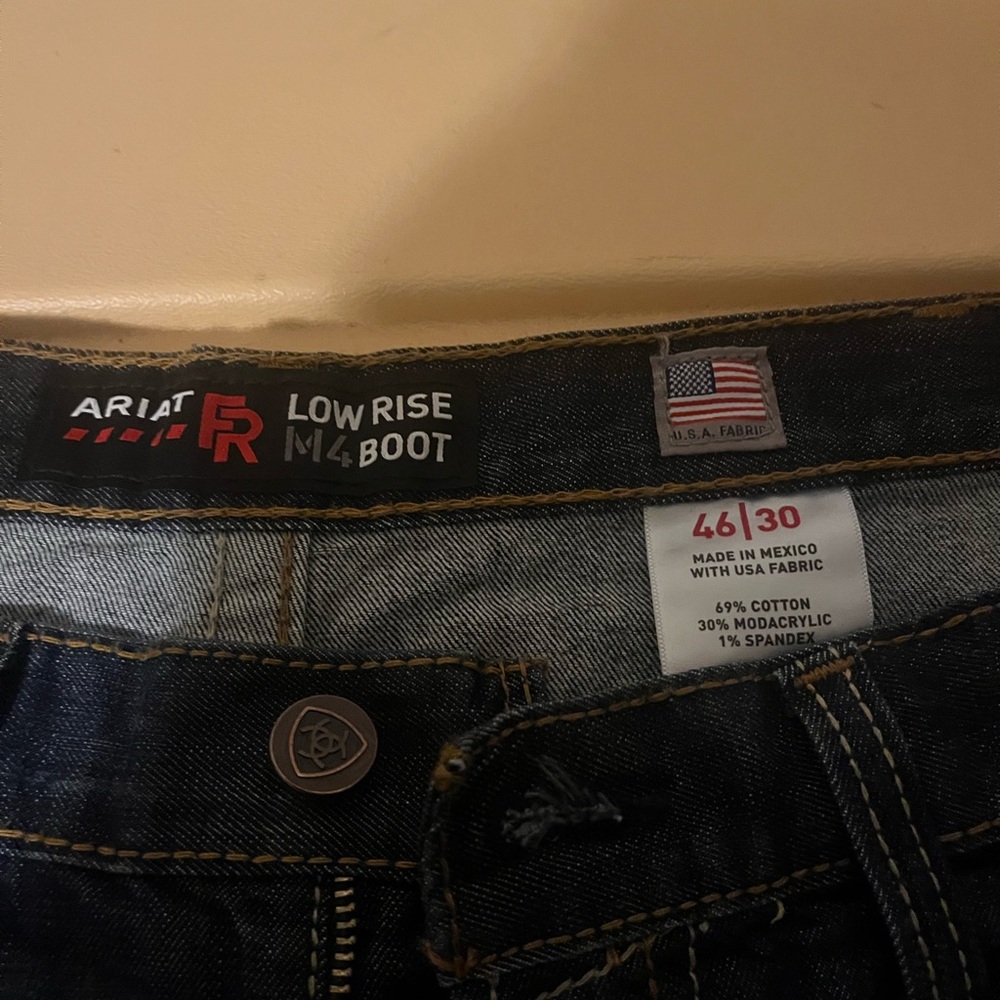 ARIAT FR LOW RISE
M4 BOOT
U.S.A. FABRIC
46|30
MADE IN MEXICO
WITH USA FABRIC
69% COTTON
30% MODACRYLIC
1% SPANDEX